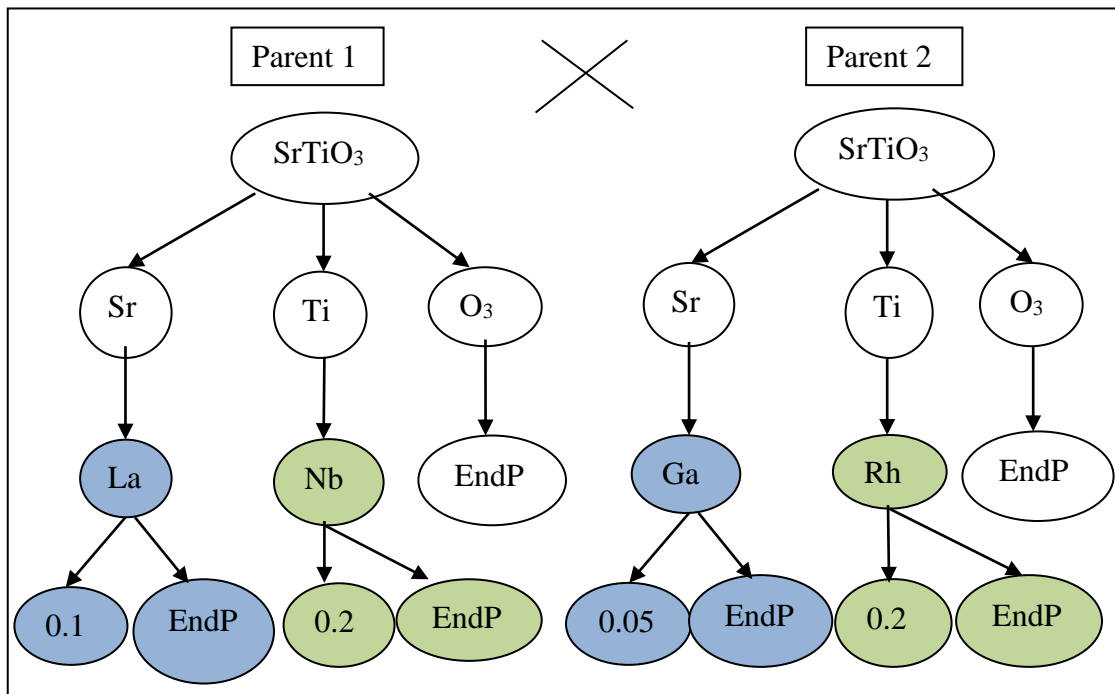 Parent 1
Parent 2
SrTiO₃
SrTiO₃
Sr
Ti
O₃
Sr
Ti
O₃
La
Nb
EndP
Ga
Rh
EndP
0.1
EndP
0.2
EndP
0.05
EndP
0.2
EndP